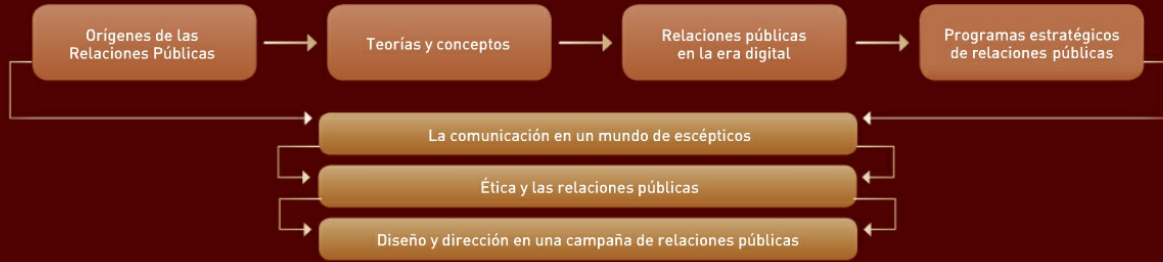 Orígenes de las
Relaciones Públicas
Teorías y conceptos
Relaciones públicas
en la era digital
Programas estratégicos
de relaciones públicas
La comunicación en un mundo de escépticos
Ética y las relaciones públicas
Diseño y dirección en una campaña de relaciones públicas